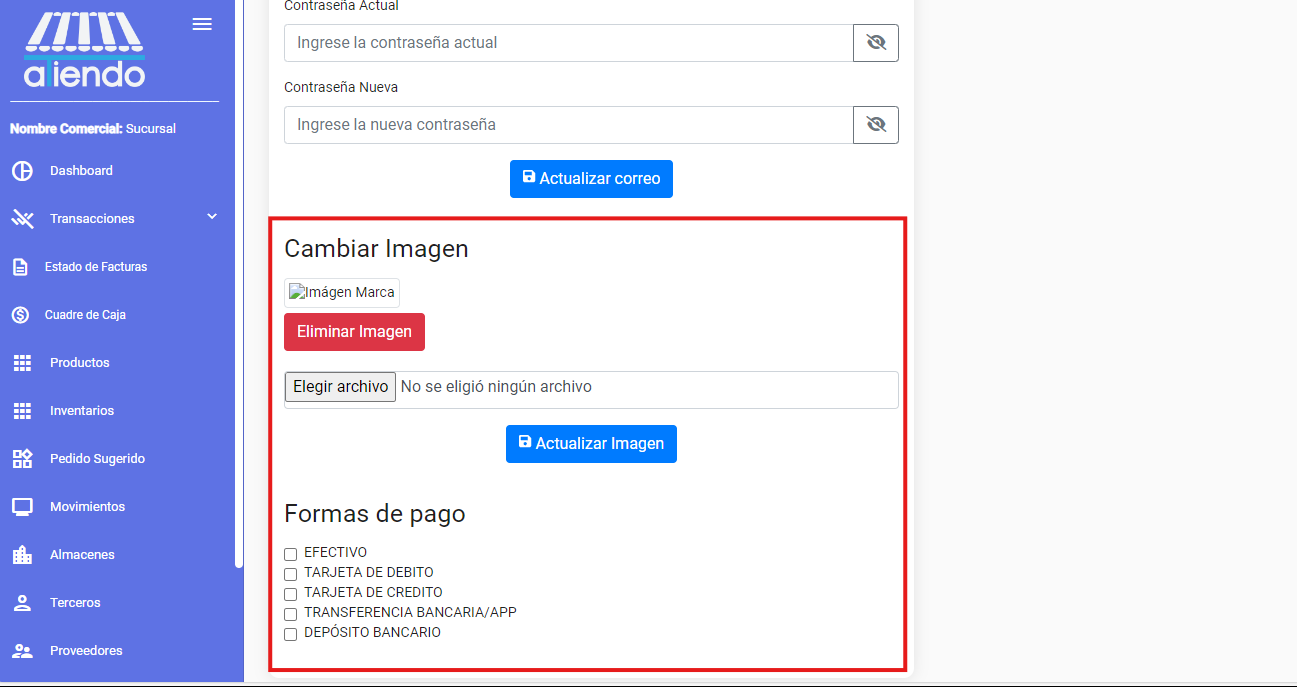 aTiendo
Nombre Comercial: Sucursal
Dashboard
Transacciones
Estado de Facturas
Cuadre de Caja
Productos
Inventarios
Pedido Sugerido
Movimientos
Almacenes
Terceros
Proveedores
Contraseña Actual
Ingrese la contraseña actual
Contraseña Nueva
Ingrese la nueva contraseña
Actualizar correo
Cambiar Imagen
Imágen Marca
Eliminar Imagen
Elegir archivo No se eligió ningún archivo
Actualizar Imagen
Formas de pago
EFECTIVO
TARJETA DE DEBITO
TARJETA DE CREDITO
TRANSFERENCIA BANCARIA/APP
DEPÓSITO BANCARIO